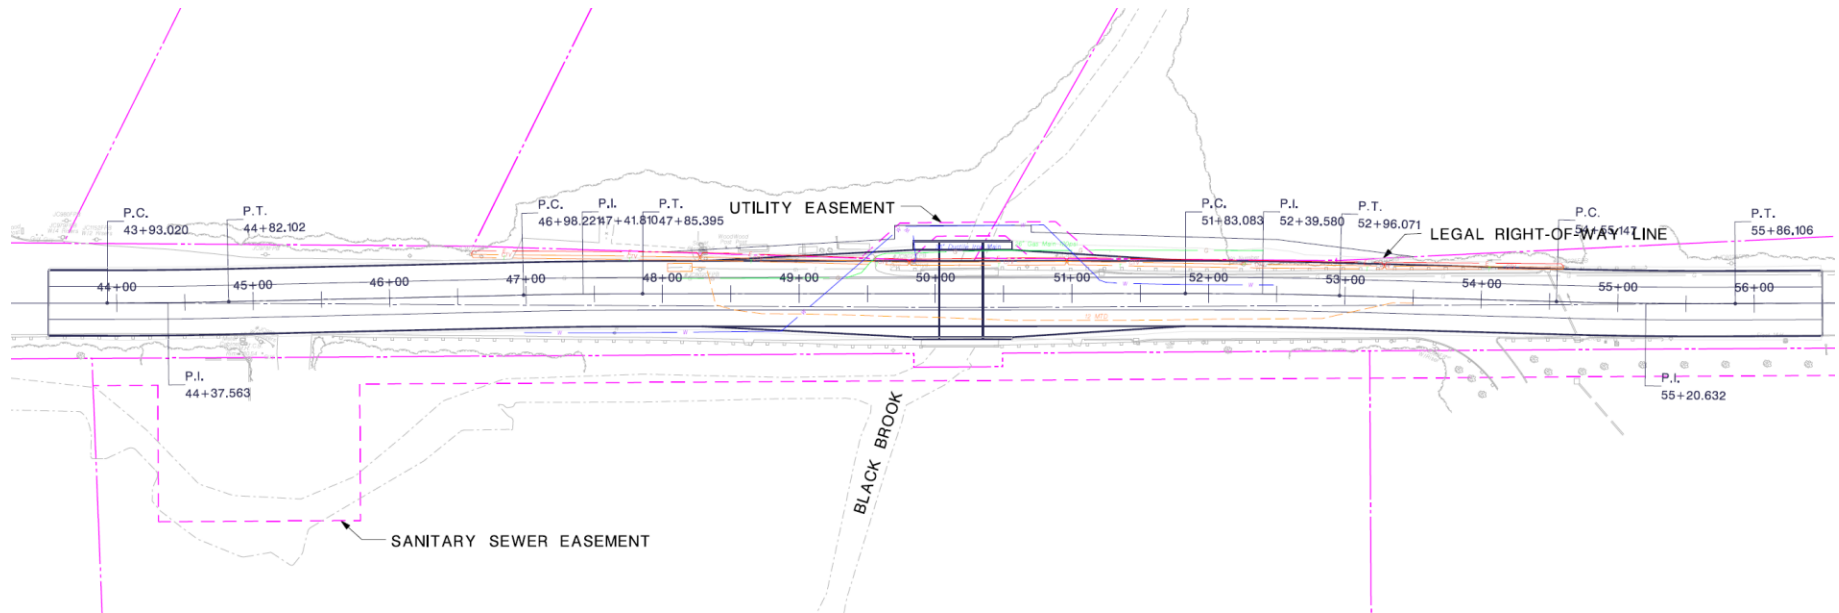 P.C.
43+93.020
P.T.
44+82.102
P.C.
46+98.221
P.I.
47+41.810
P.T.
47+85.395
UTILITY EASEMENT
P.C.
51+83.083
P.I.
52+39.580
P.T.
52+96.071
LEGAL RIGHT-OF-WAY LINE
P.C.
54+55.147
P.T.
55+86.106
44+00
45+00
46+00
47+00
48+00
49+00
50+00
51+00
52+00
53+00
54+00
55+00
56+00
P.I.
44+37.563
P.I.
55+20.632
BLACK BROOK
SANITARY SEWER EASEMENT